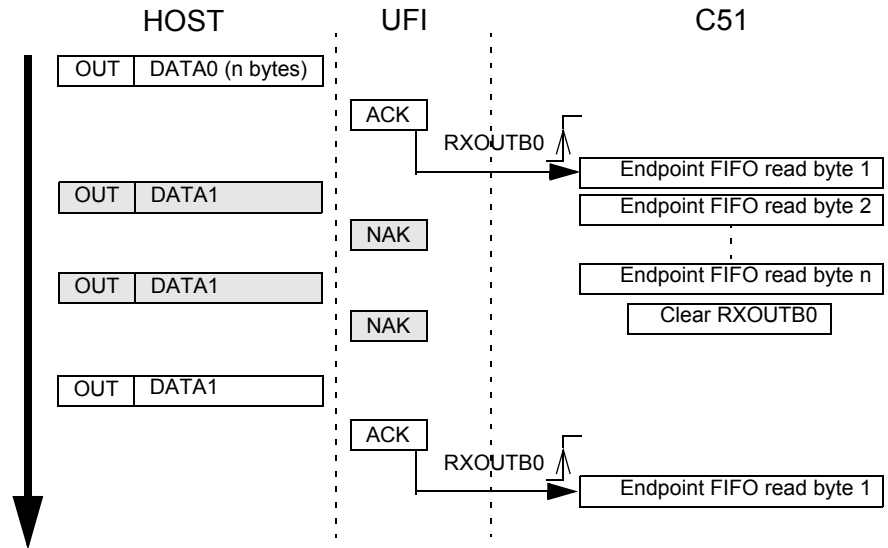 HOST UFI C51
OUT DATA0 (n bytes)
ACK
RXOUTB0
Endpoint FIFO read byte 1
OUT DATA1
Endpoint FIFO read byte 2
NAK
OUT DATA1
Endpoint FIFO read byte n
NAK
Clear RXOUTB0
OUT DATA1
ACK
RXOUTB0
Endpoint FIFO read byte 1